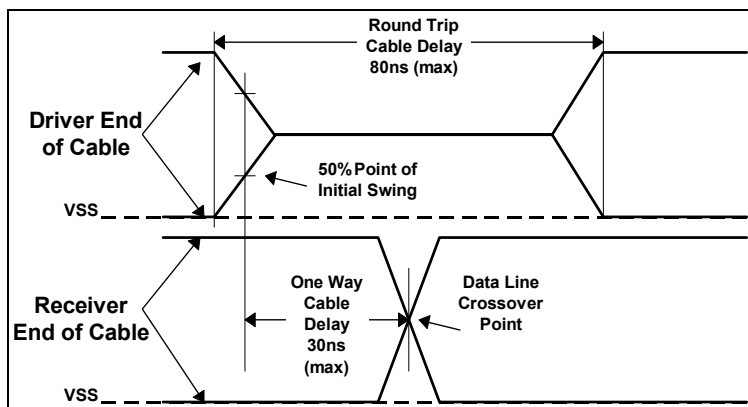 Round Trip
Cable Delay
80ns (max)
Driver End
of Cable
50% Point of
Initial Swing
VSS
One Way
Cable
Delay
30ns
(max)
Data Line
Crossover
Point
Receiver
End of Cable
VSS